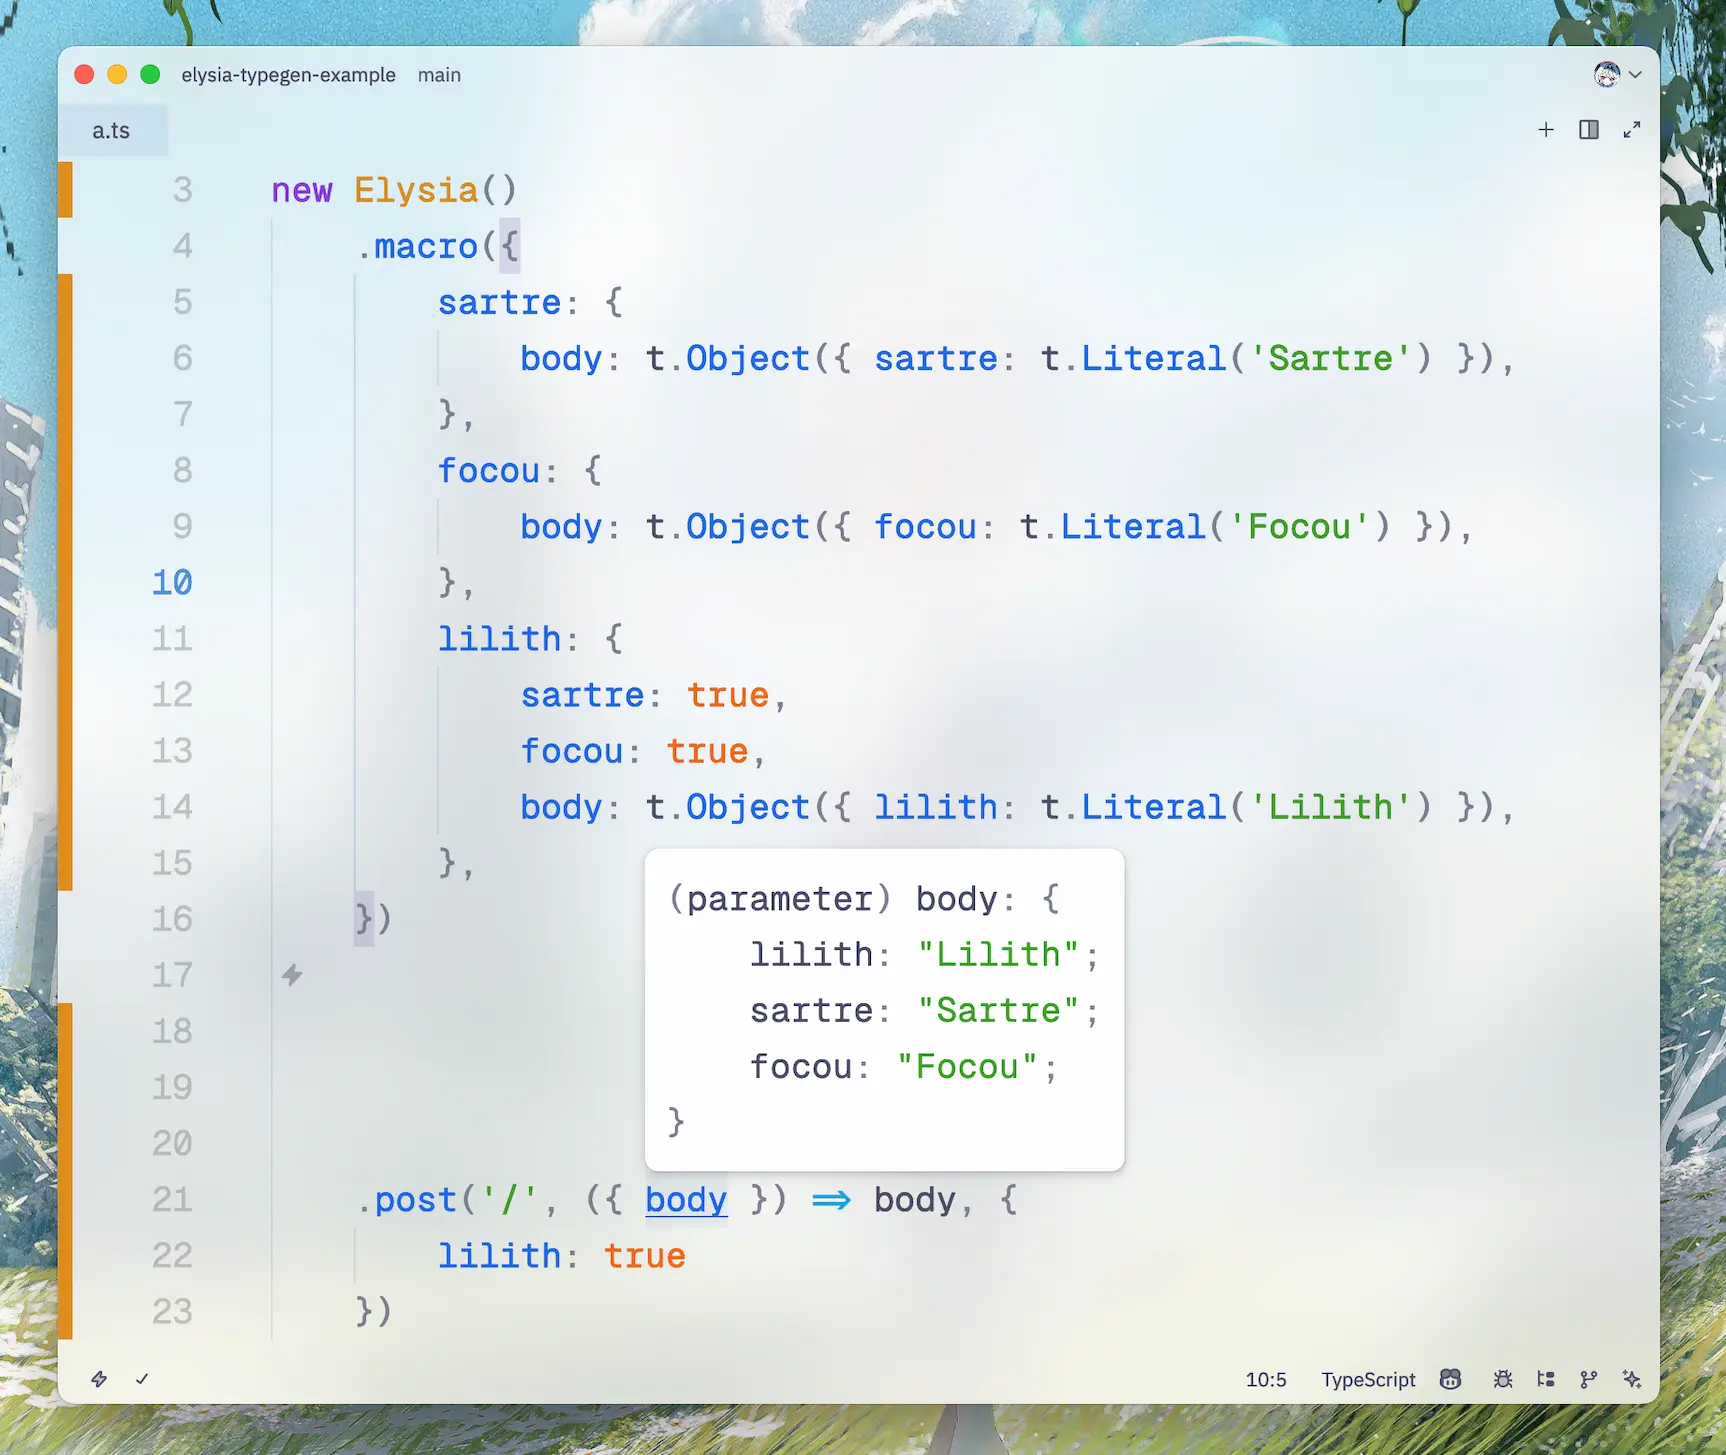 elysia-typegen-example main
a.ts
3 new Elysia()
4 .macro({
5 sartre: {
6 body: t.Object({ sartre: t.Literal('Sartre') }),
7 },
8 focou: {
9 body: t.Object({ focou: t.Literal('Focou') }),
10 },
11 lilith: {
12 sartre: true,
13 focou: true,
14 body: t.Object({ lilith: t.Literal('Lilith') }),
15 },
16 })
17
18
19
20
(parameter) body: {
lilith: "Lilith";
sartre: "Sartre";
focou: "Focou";
}
21 .post('/', ({ body }) => body, {
22 lilith: true
23 })
10:5 TypeScript